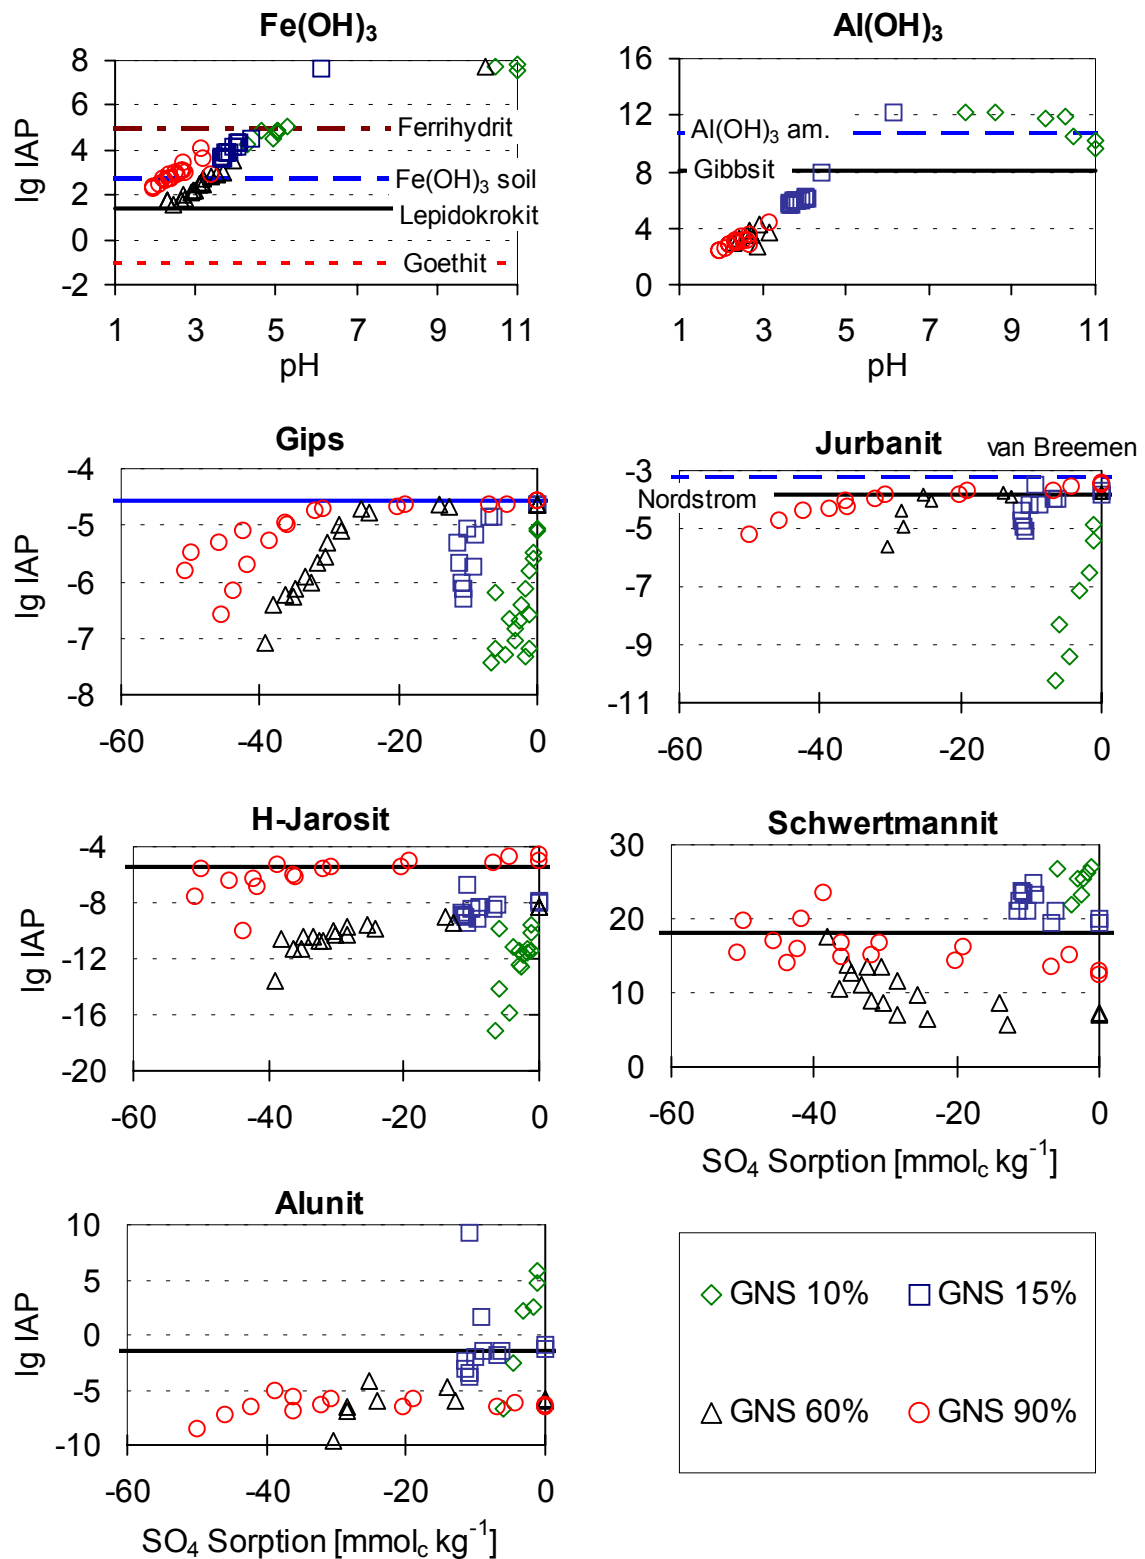 Fe(OH)3
lg IAP
8
6
4
2
0
-2
Ferrihydrit
Fe(OH)3 soil
Lepidokrokit
Goethit
1 3 5 7 9 11
pH
Al(OH)3
16
12
8
4
0
Al(OH)3 am.
Gibbsit
1 3 5 7 9 11
pH
Gips
lg IAP
-4
-5
-6
-7
-8
-60 -40 -20 0
Jurbanit
van Breemen
Nordstrom
-3
-5
-7
-9
-11
-60 -40 -20 0
H-Jarosit
lg IAP
-4
-8
-12
-16
-20
-60 -40 -20 0
Schwertmannit
30
20
10
0
-60 -40 -20 0
SO4 Sorption [mmolc kg-1]
Alunit
lg IAP
10
5
0
-5
-10
-60 -40 -20 0
SO4 Sorption [mmolc kg-1]
GNS 10% GNS 15%
GNS 60% GNS 90%